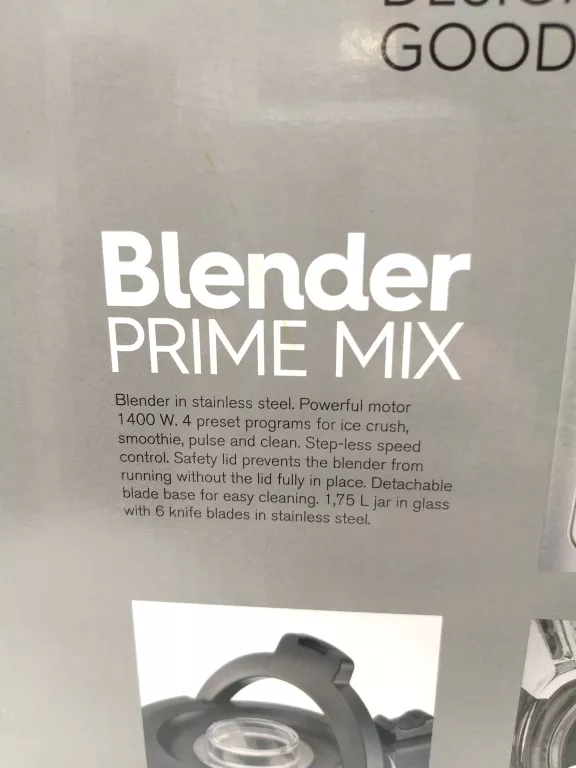 GOOD
Blender
PRIME MIX
Blender in stainless steel. Powerful motor
1400 W. 4 preset programs for ice crush,
smoothie, pulse and clean. Step-less speed
control. Safety lid prevents the blender from
running without the lid fully in place. Detachable
blade base for easy cleaning. 1,75 L jar in glass
with 6 knife blades in stainless steel.